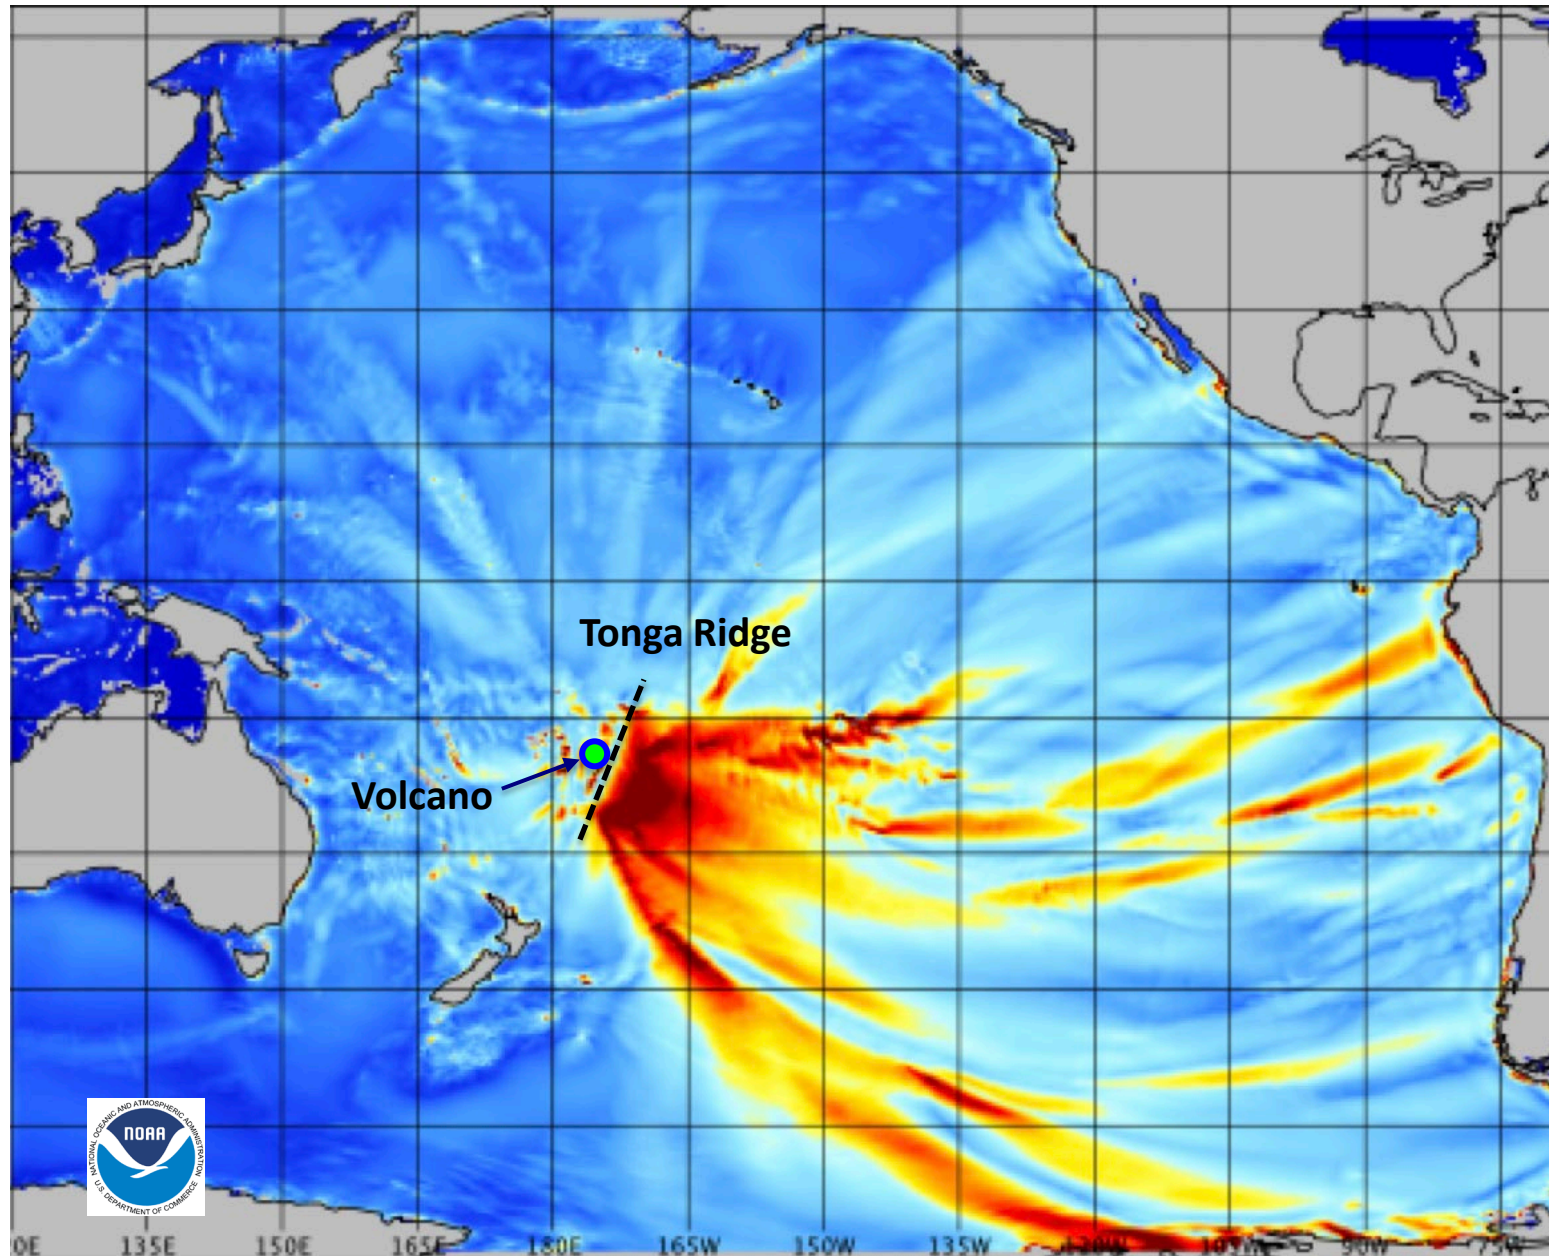 Tonga Ridge
Volcano
NATIONAL OCEANIC AND ATMOSPHERIC ADMINISTRATION
NOAA
U.S. DEPARTMENT OF COMMERCE
135E 150E 180E 165W 150W 135W